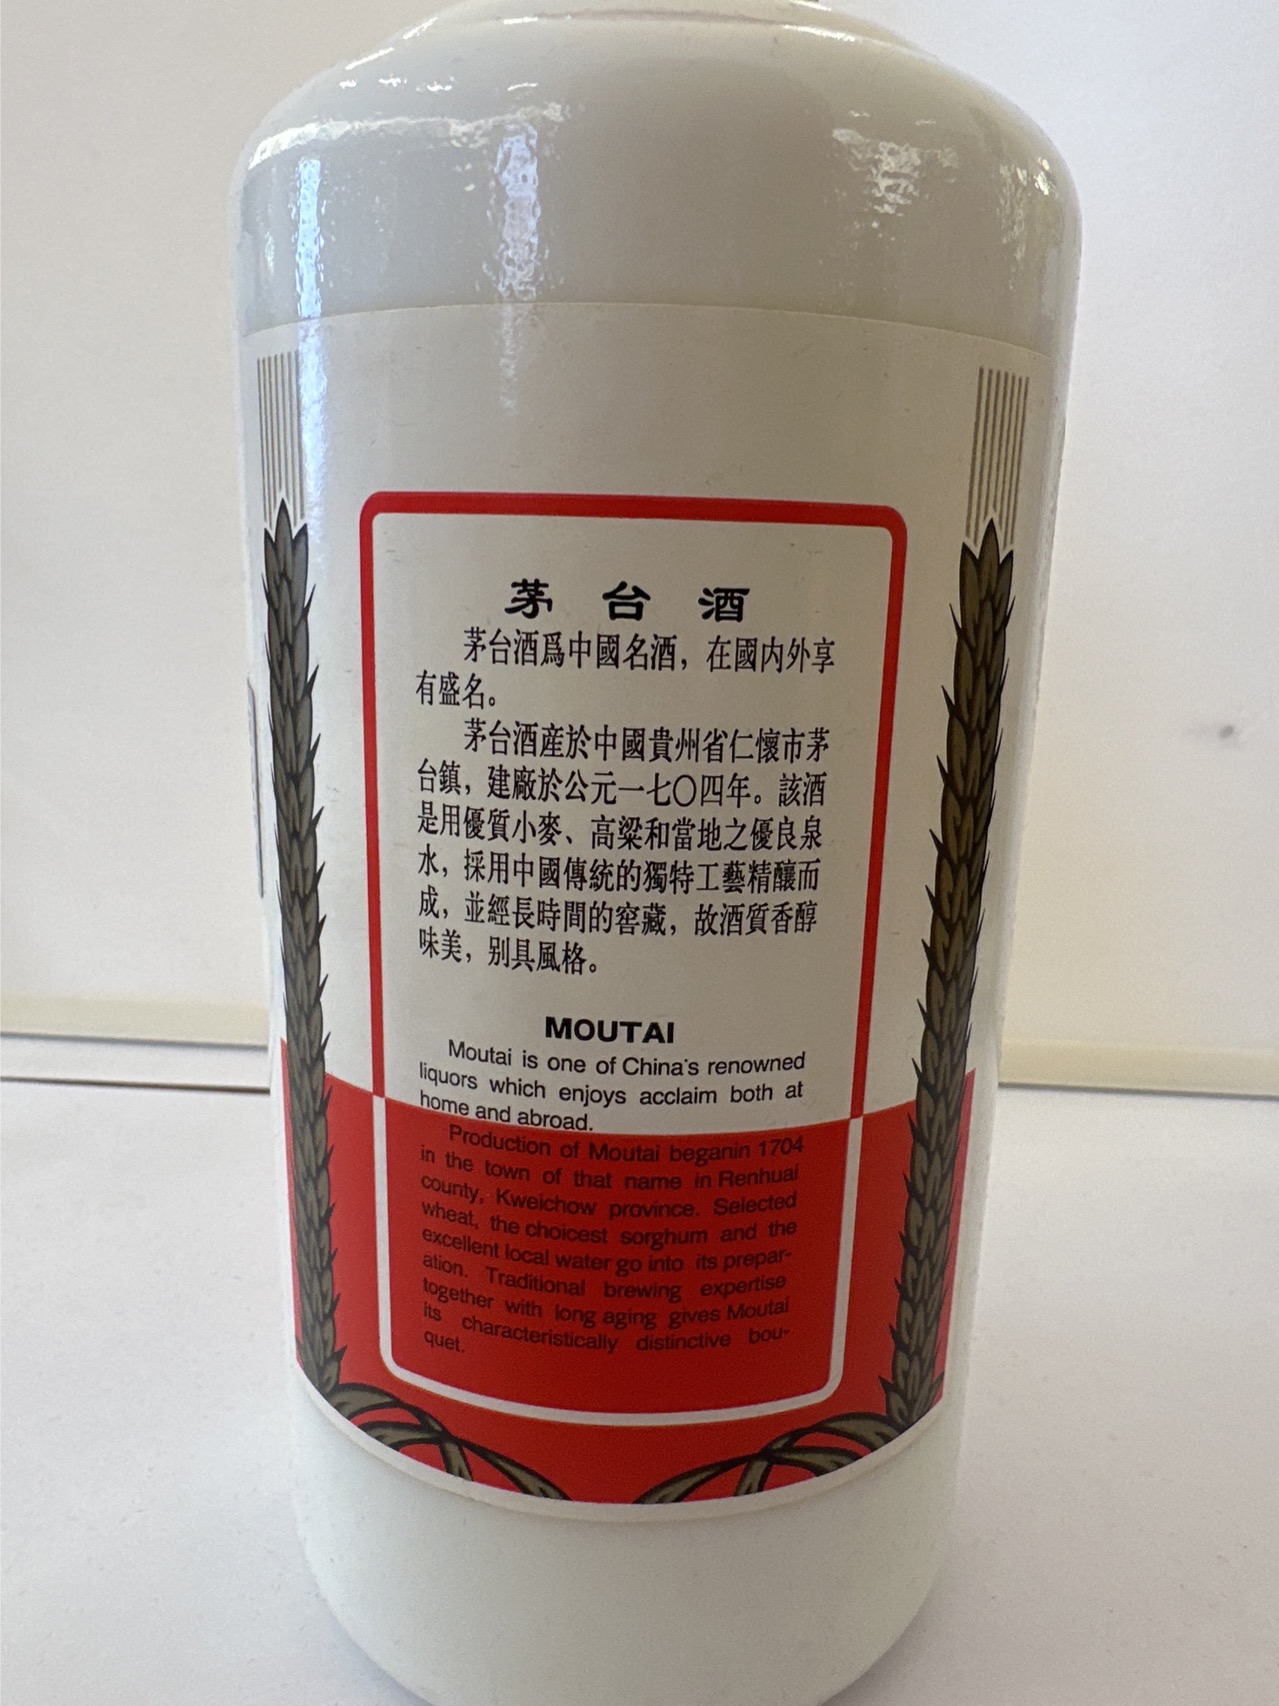 茅台酒
茅台酒爲中國名酒，在國内外享
有盛名。
茅台酒産於中國貴州省仁懷市茅
台鎮，建廠於公元一七〇四年。該酒
是用優質小麥、高粱和當地之優良泉
水，採用中國傳統的獨特工藝精釀而
成，並經長時間的窖藏，故酒質香醇
味美，别具風格。
MOUTAI
Moutai is one of China's renowned
liquors which enjoys acclaim both at
home and abroad.
Production of Moutai beganin 1704
in the town of that name in Renhuai
county, Kweichow province. Selected
wheat, the choicest sorghum and the
excellent local water go into its prepar-
ation. Traditional brewing expertise
together with long aging gives Moutai
its characteristically distinctive bou-
quet.